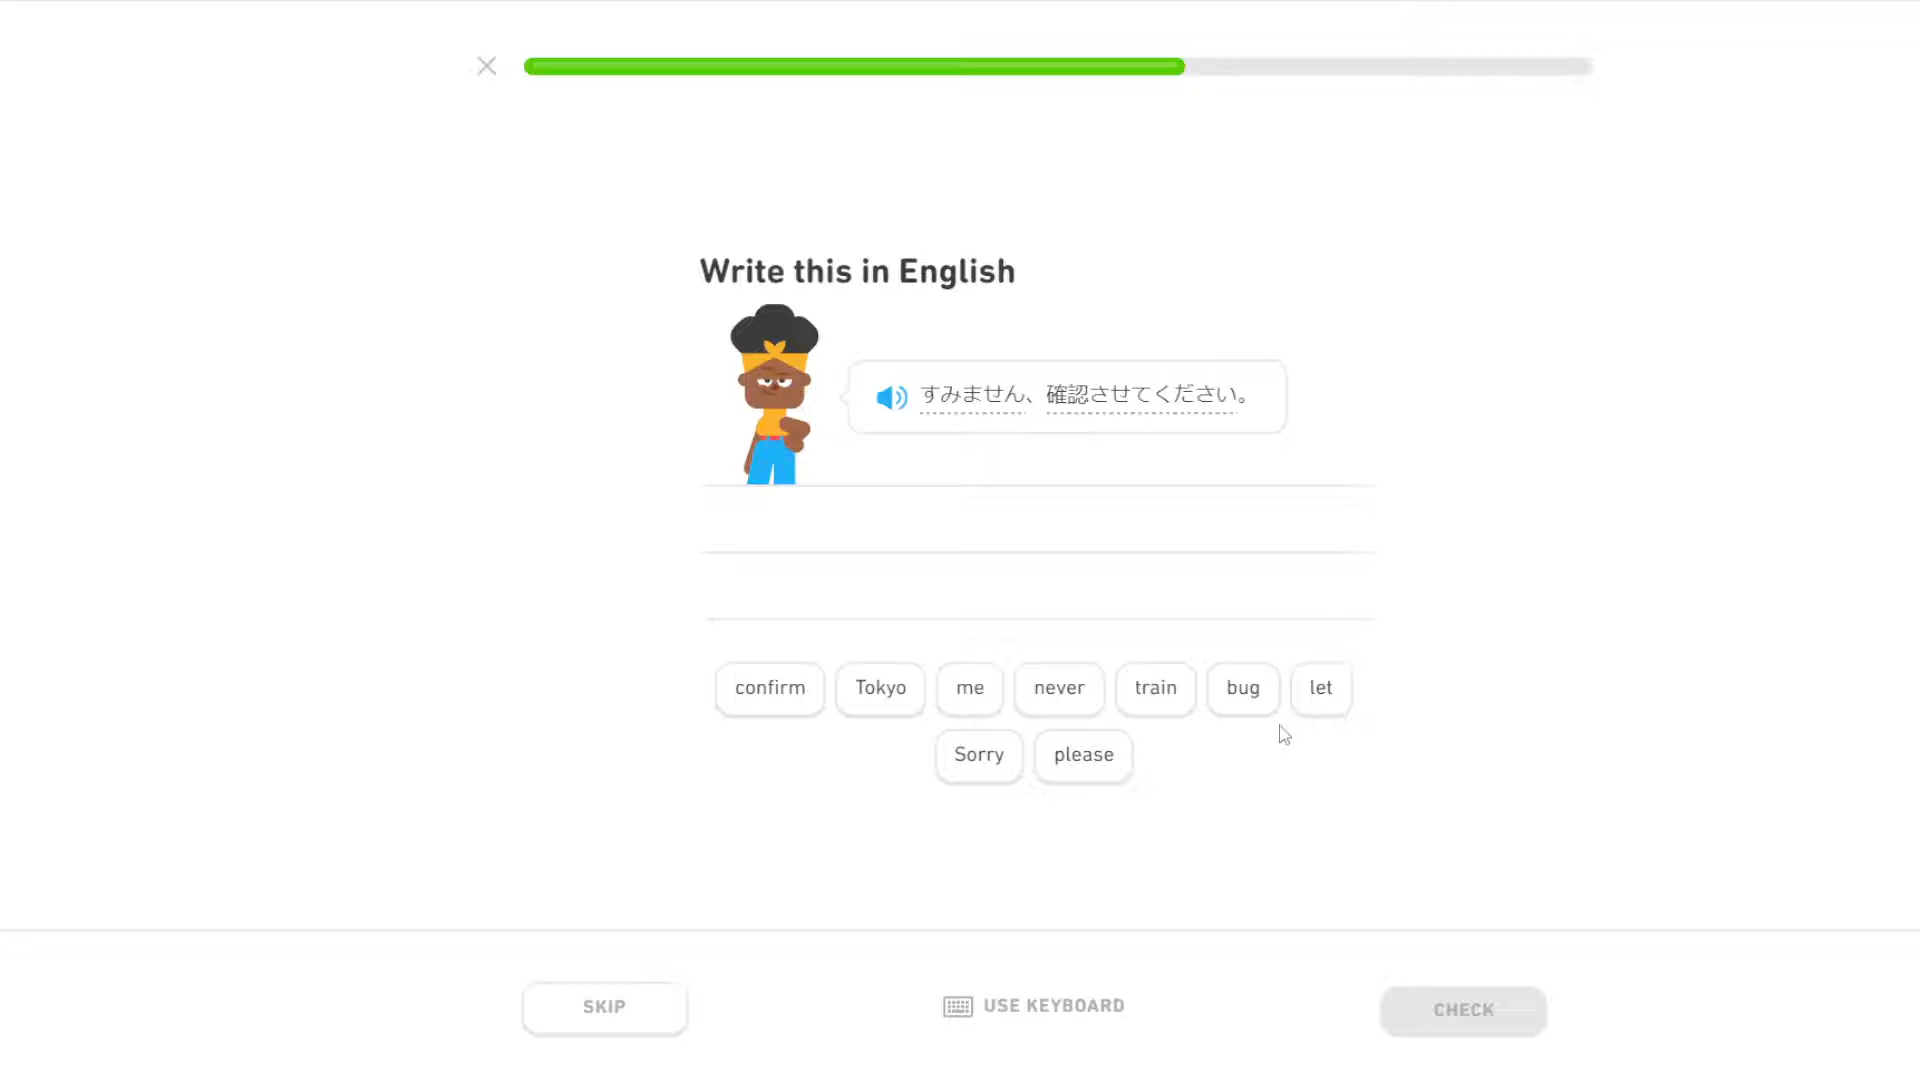 Write this in English
すみません、確認させてください。
confirm Tokyo me never train bug let
Sorry please
SKIP USE KEYBOARD CHECK